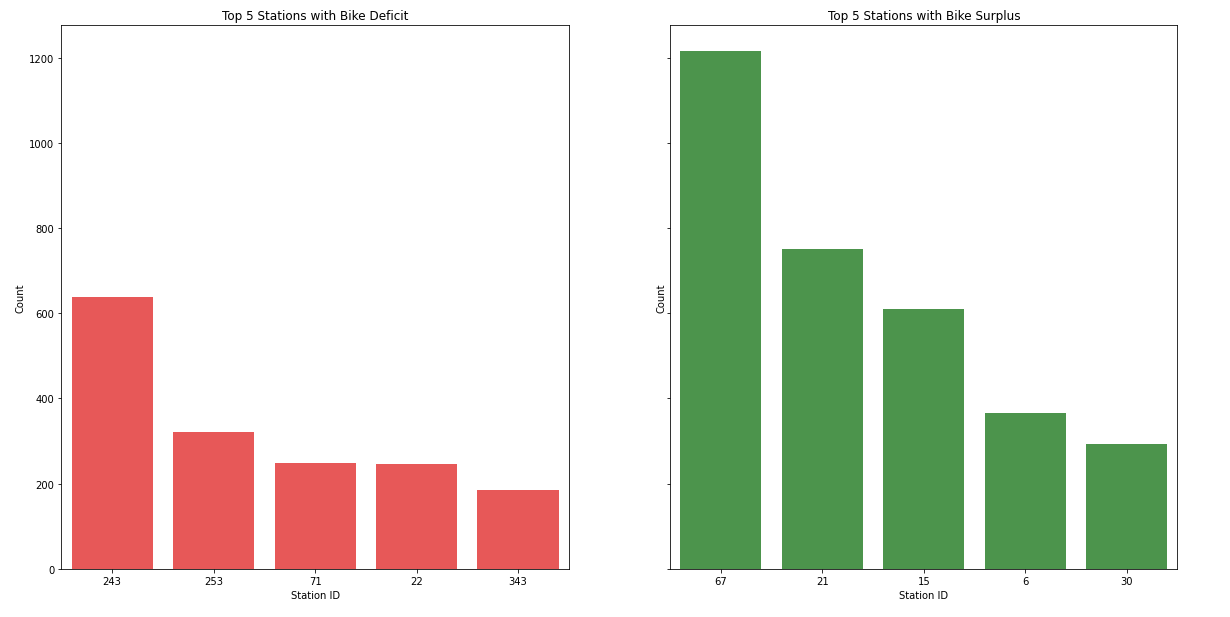 Top 5 Stations with Bike Deficit
1200
1000
800
600
400
200
0
Count
243 253 71 22 343
Station ID
Top 5 Stations with Bike Surplus
Count
67 21 15 6 30
Station ID